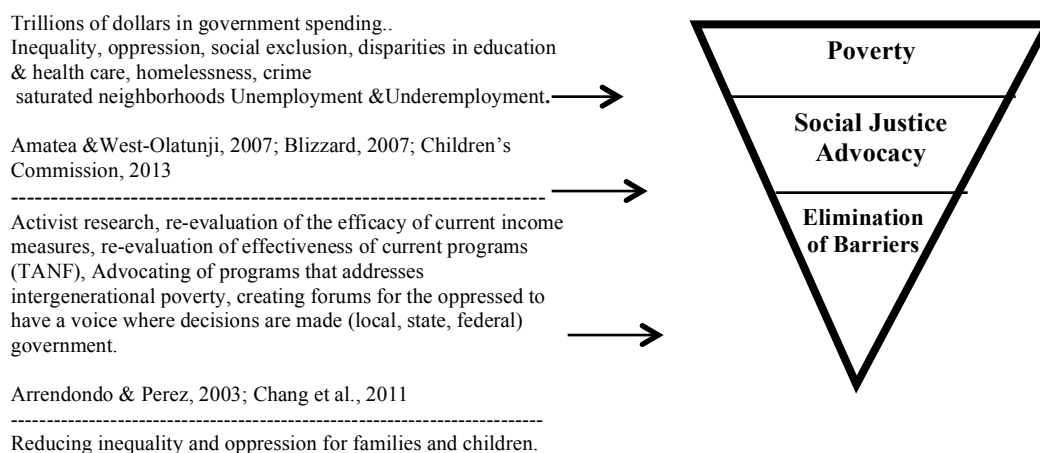 Trillions of dollars in government spending..
Inequality, oppression, social exclusion, disparities in education
& health care, homelessness, crime
saturated neighborhoods Unemployment &Underemployment.
Amatea &West-Olatunji, 2007; Blizzard, 2007; Children's
Commission, 2013
------------------------------------------------------------------
Activist research, re-evaluation of the efficacy of current income
measures, re-evaluation of effectiveness of current programs
(TANF), Advocating of programs that addresses
intergenerational poverty, creating forums for the oppressed to
have a voice where decisions are made (local, state, federal)
government.
Arrendondo & Perez, 2003; Chang et al., 2011
--------------------------------------------------------------------------
Reducing inequality and oppression for families and children.
Poverty
Social Justice
Advocacy
Elimination
of Barriers